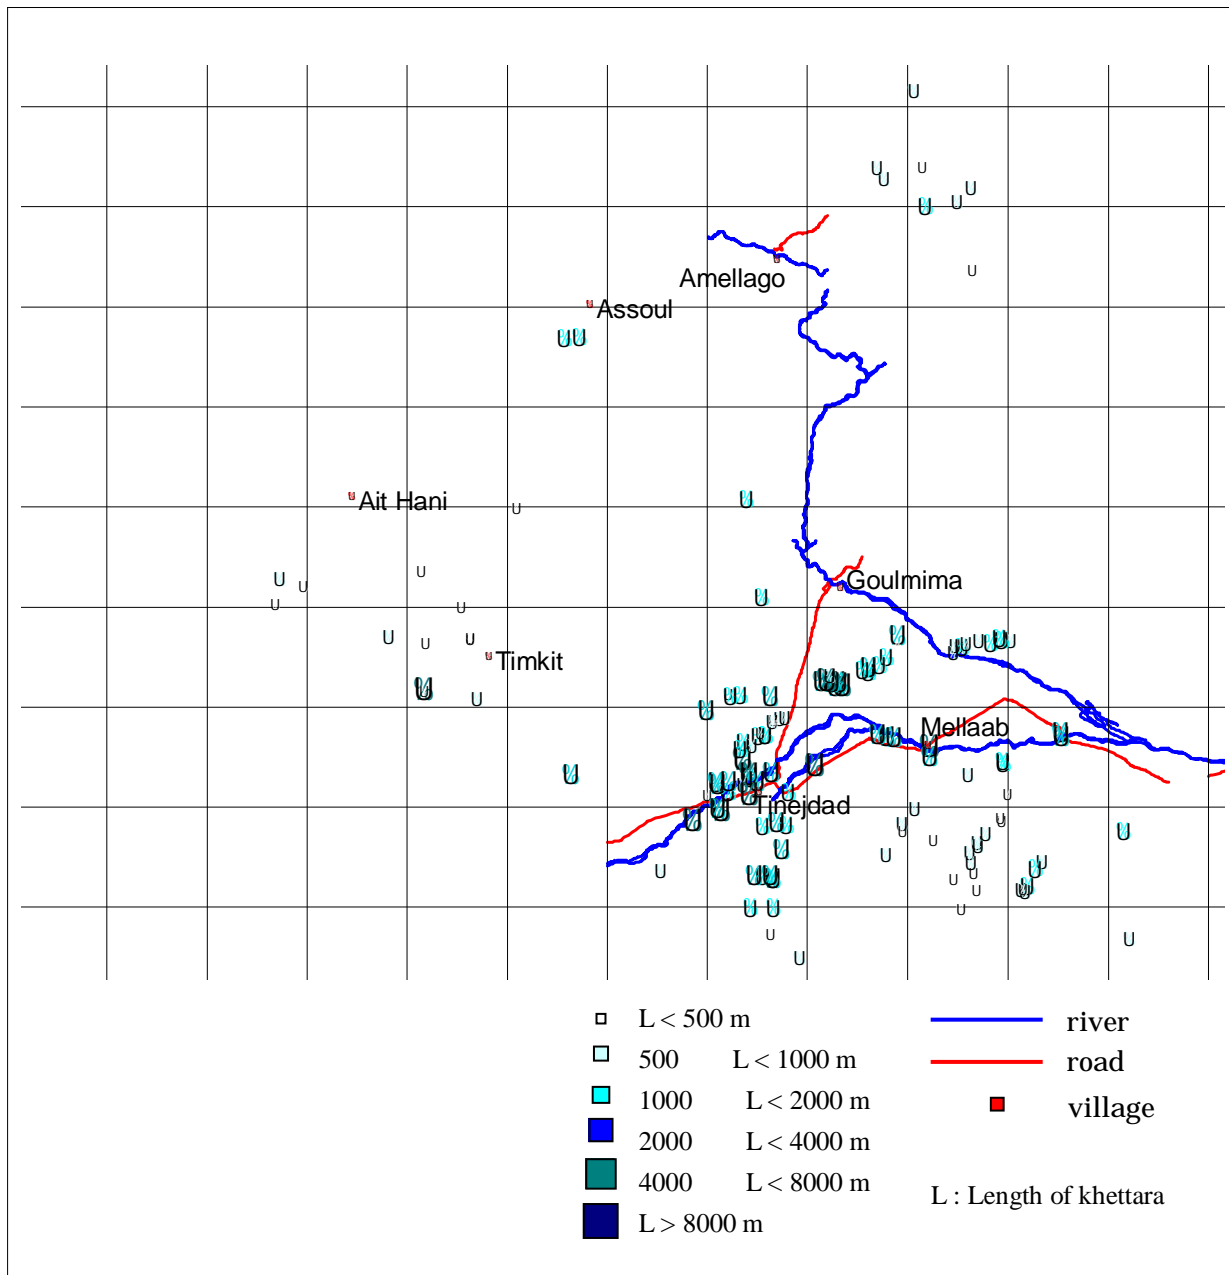 Amellago
Assoul
Ait Hani
Goulmima
Timkit
Mellaab
Tinejdad
L < 500 m
500 L < 1000 m
1000 L < 2000 m
2000 L < 4000 m
4000 L < 8000 m
L > 8000 m
river
road
village
L : Length of khettara